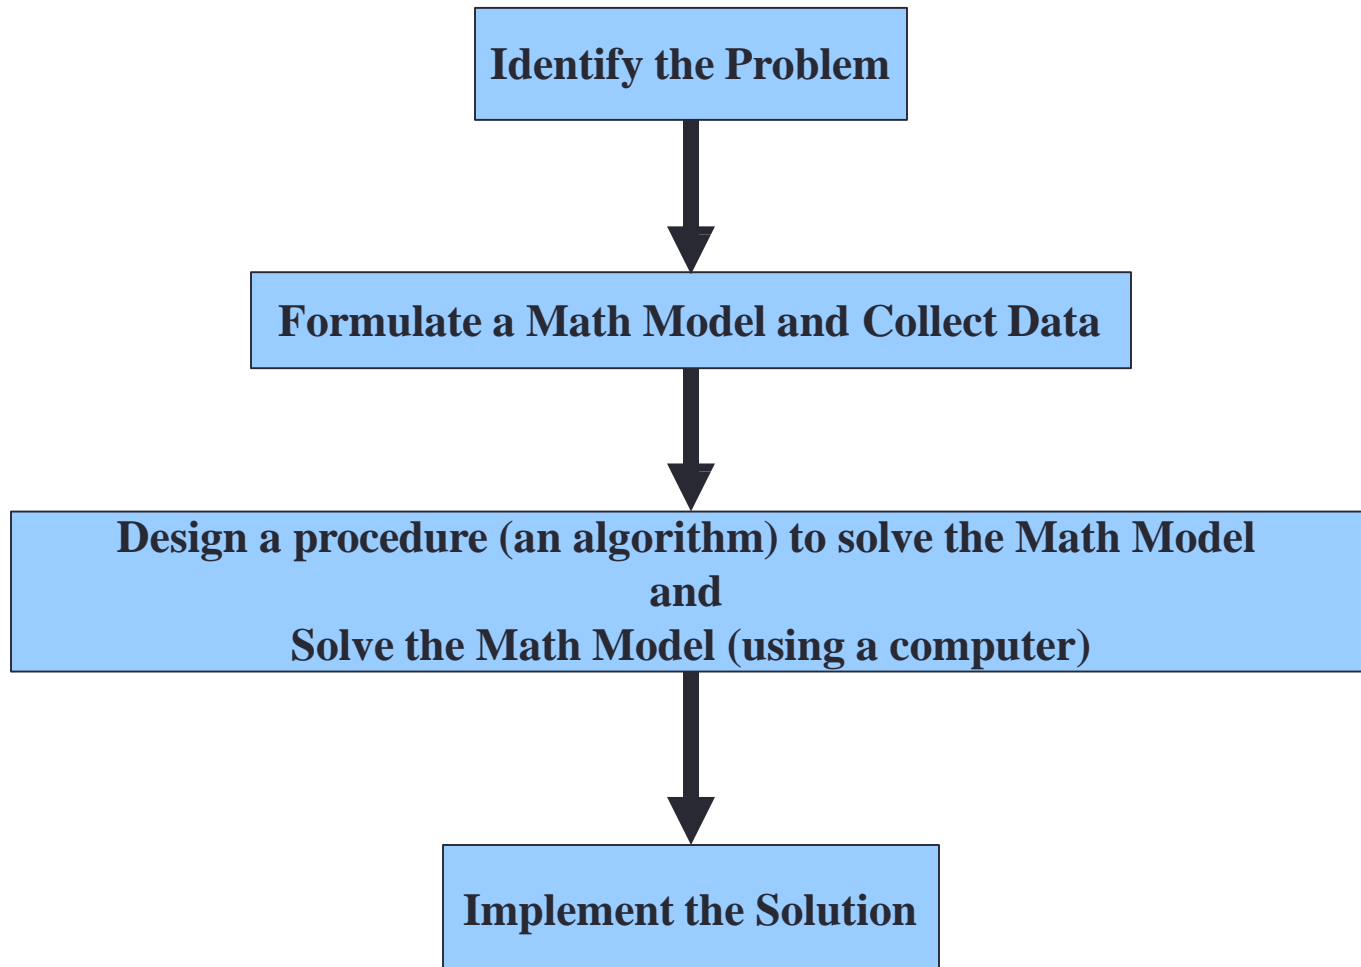 Identify the Problem
Formulate a Math Model and Collect Data
Design a procedure (an algorithm) to solve the Math Model
and
Solve the Math Model (using a computer)
Implement the Solution